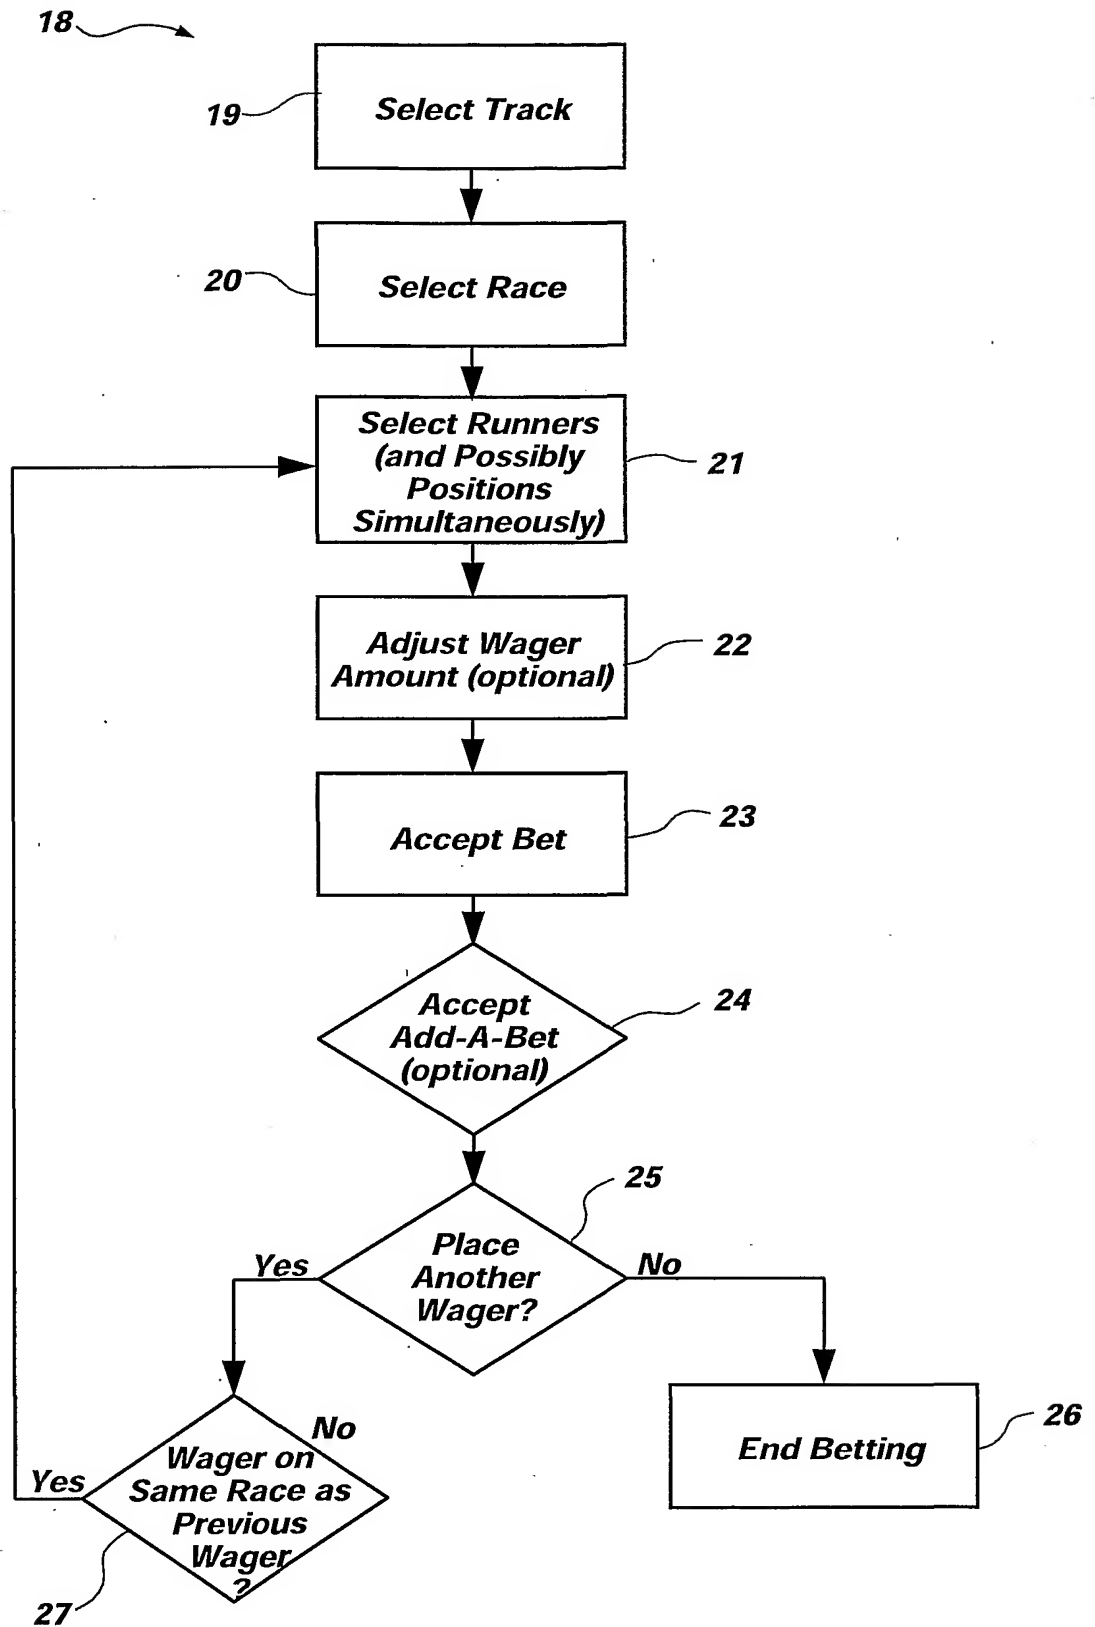 18
19
Select Track
20
Select Race
Select Runners
(and Possibly
Positions
Simultaneously)
21
Adjust Wager
Amount (optional)
22
Accept Bet
23
Accept
Add-A-Bet
(optional)
24
25
Place
Another
Wager?
Yes
No
No
Wager on
Same Race as
Previous
Wager
?
Yes
27
End Betting
26